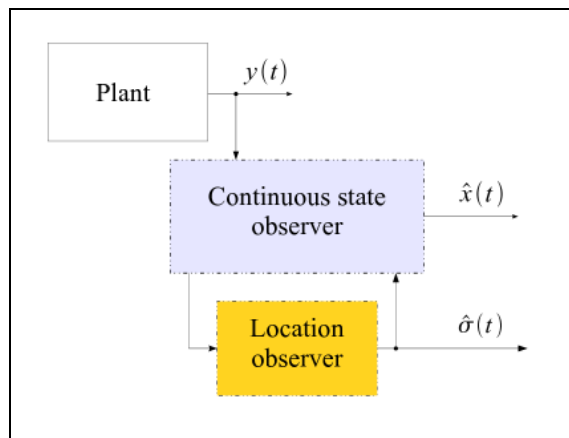 Plant
y(t)
Continuous state
observer
x̂(t)
Location
observer
σ̂(t)